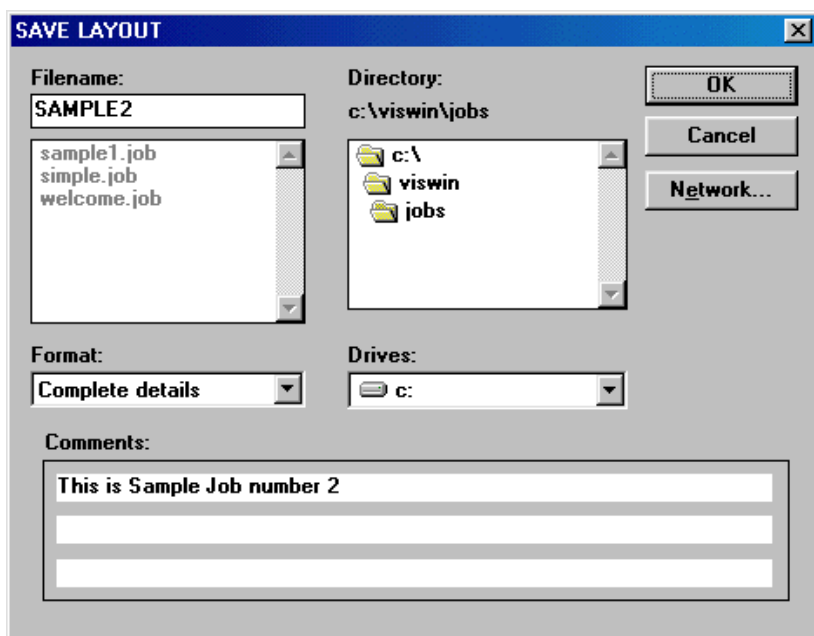 SAVE LAYOUT
Filename:
SAMPLE2
sample1.job
simple.job
welcome.job
Directory:
c:\viswin\jobs
c:\
viswin
jobs
OK
Cancel
Network...
Format:
Complete details
Drives:
c:
Comments:
This is Sample Job number 2